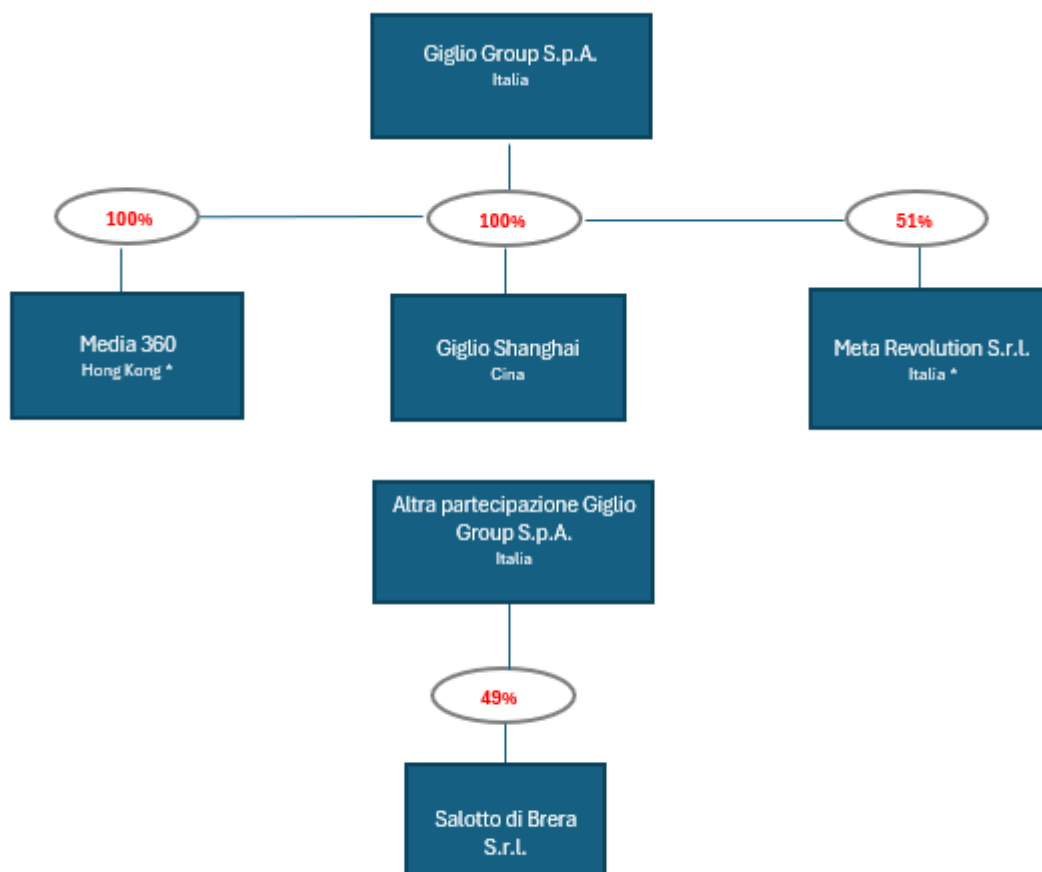 Giglio Group S.p.A.
Italia
100%
100%
51%
Media 360
Hong Kong *
Giglio Shanghai
Cina
Meta Revolution S.r.l.
Italia *
Altra partecipazione Giglio
Group S.p.A.
Italia
49%
Salotto di Brera
S.r.l.